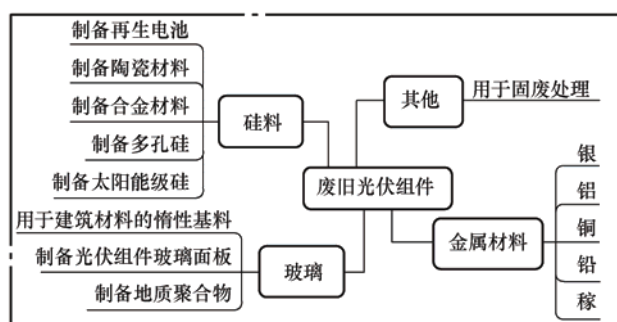 制备再生电池
制备陶瓷材料
制备合金材料
制备多孔硅
制备太阳能级硅
硅料
其他
用于固废处理
废旧光伏组件
用于建筑材料的惰性基料
制备光伏组件玻璃面板
制备地质聚合物
玻璃
金属材料
银
铝
铜
铅
稼